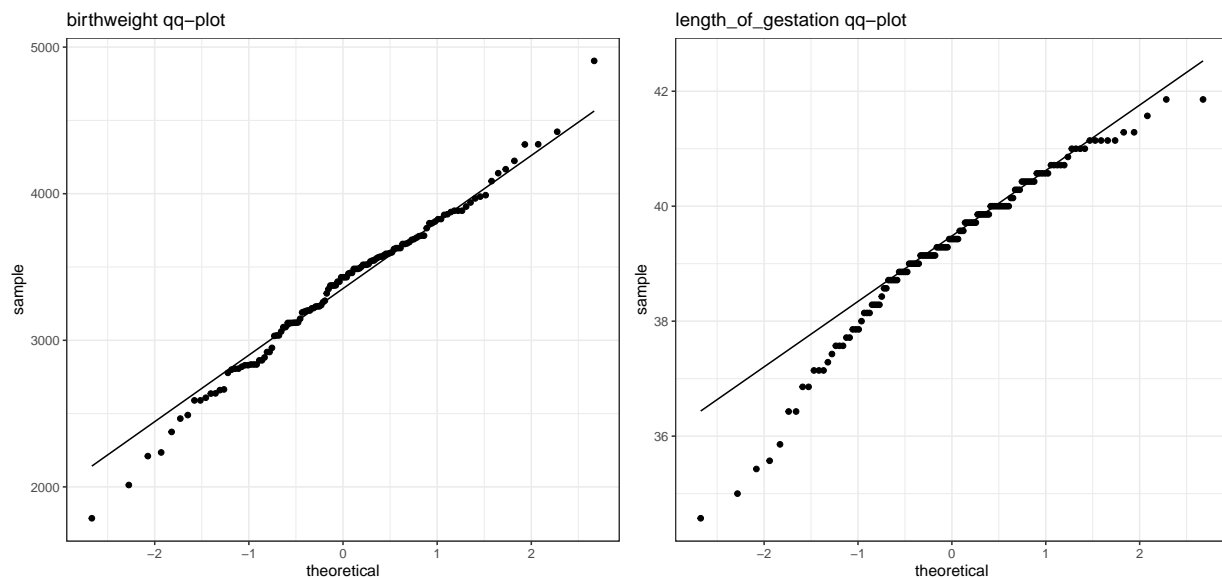 birthweight qq−plot
5000
4000
3000
2000
sample
−2 −1 0 1 2
theoretical
length_of_gestation qq−plot
42
40
38
36
sample
−2 −1 0 1 2
theoretical